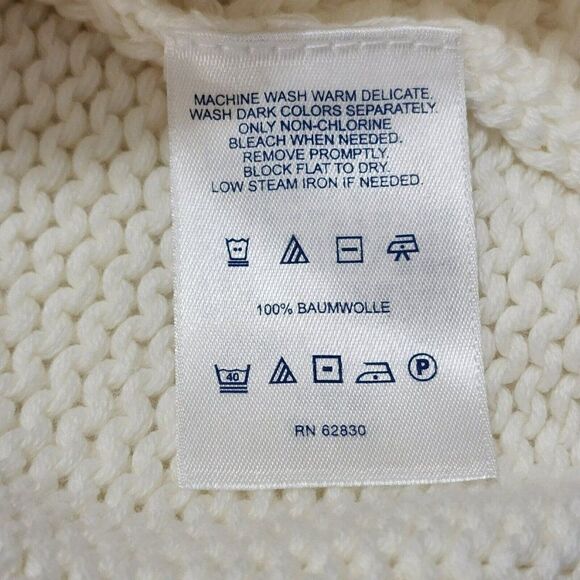 MACHINE WASH WARM DELICATE.
WASH DARK COLORS SEPARATELY.
ONLY NON-CHLORINE
BLEACH WHEN NEEDED.
REMOVE PROMPTLY.
BLOCK FLAT TO DRY.
LOW STEAM IRON IF NEEDED
100% BAUMWOLLE
40 P
RN 62830